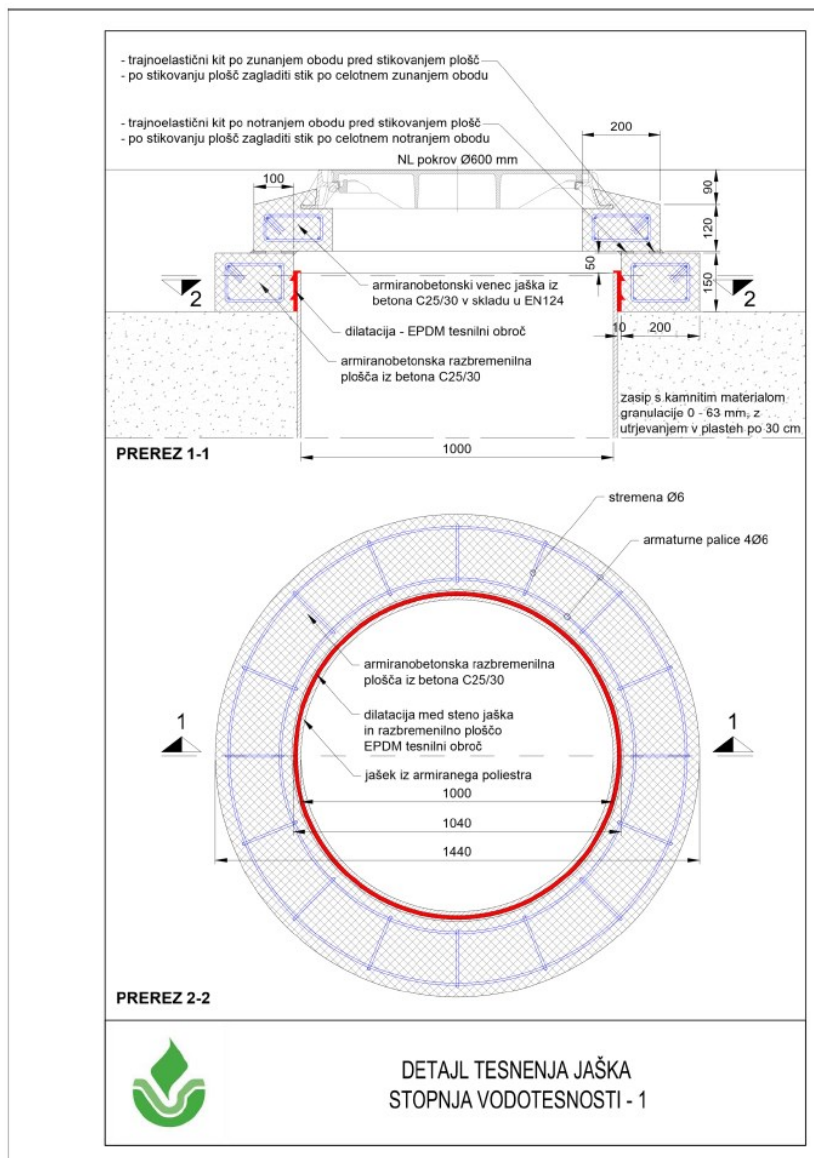 - trajnoelastični kit po zunanjem obodu pred stikovanjem plošč
- po stikovanju plošč zagladiti stik po celotnem zunanjem obodu
- trajnoelastični kit po notranjem obodu pred stikovanjem plošč
- po stikovanju plošč zagladiti stik po celotnem notranjem obodu
200
NL pokrov Ø600 mm
100
90
120
50
150
2
2
armiranobetonski venec jaška iz
betona C25/30 v skladu u EN124
dilatacija - EPDM tesnilni obroč
10
200
armiranobetonska razbremenilna
plošča iz betona C25/30
zasip s kamnitim materialom
granulacije 0 - 63 mm, z
utrjevanjem v plasteh po 30 cm
1000
PREREZ 1-1
stremena Ø6
armaturne palice 4Ø6
armiranobetonska razbremenilna
plošča iz betona C25/30
dilatacija med steno jaška
in razbremenilno ploščo
EPDM tesnilni obroč
1
1
jašek iz armiranega poliestra
1000
1040
1440
PREREZ 2-2
DETAJL TESNENJA JAŠKA
STOPNJA VODOTESNOSTI - 1